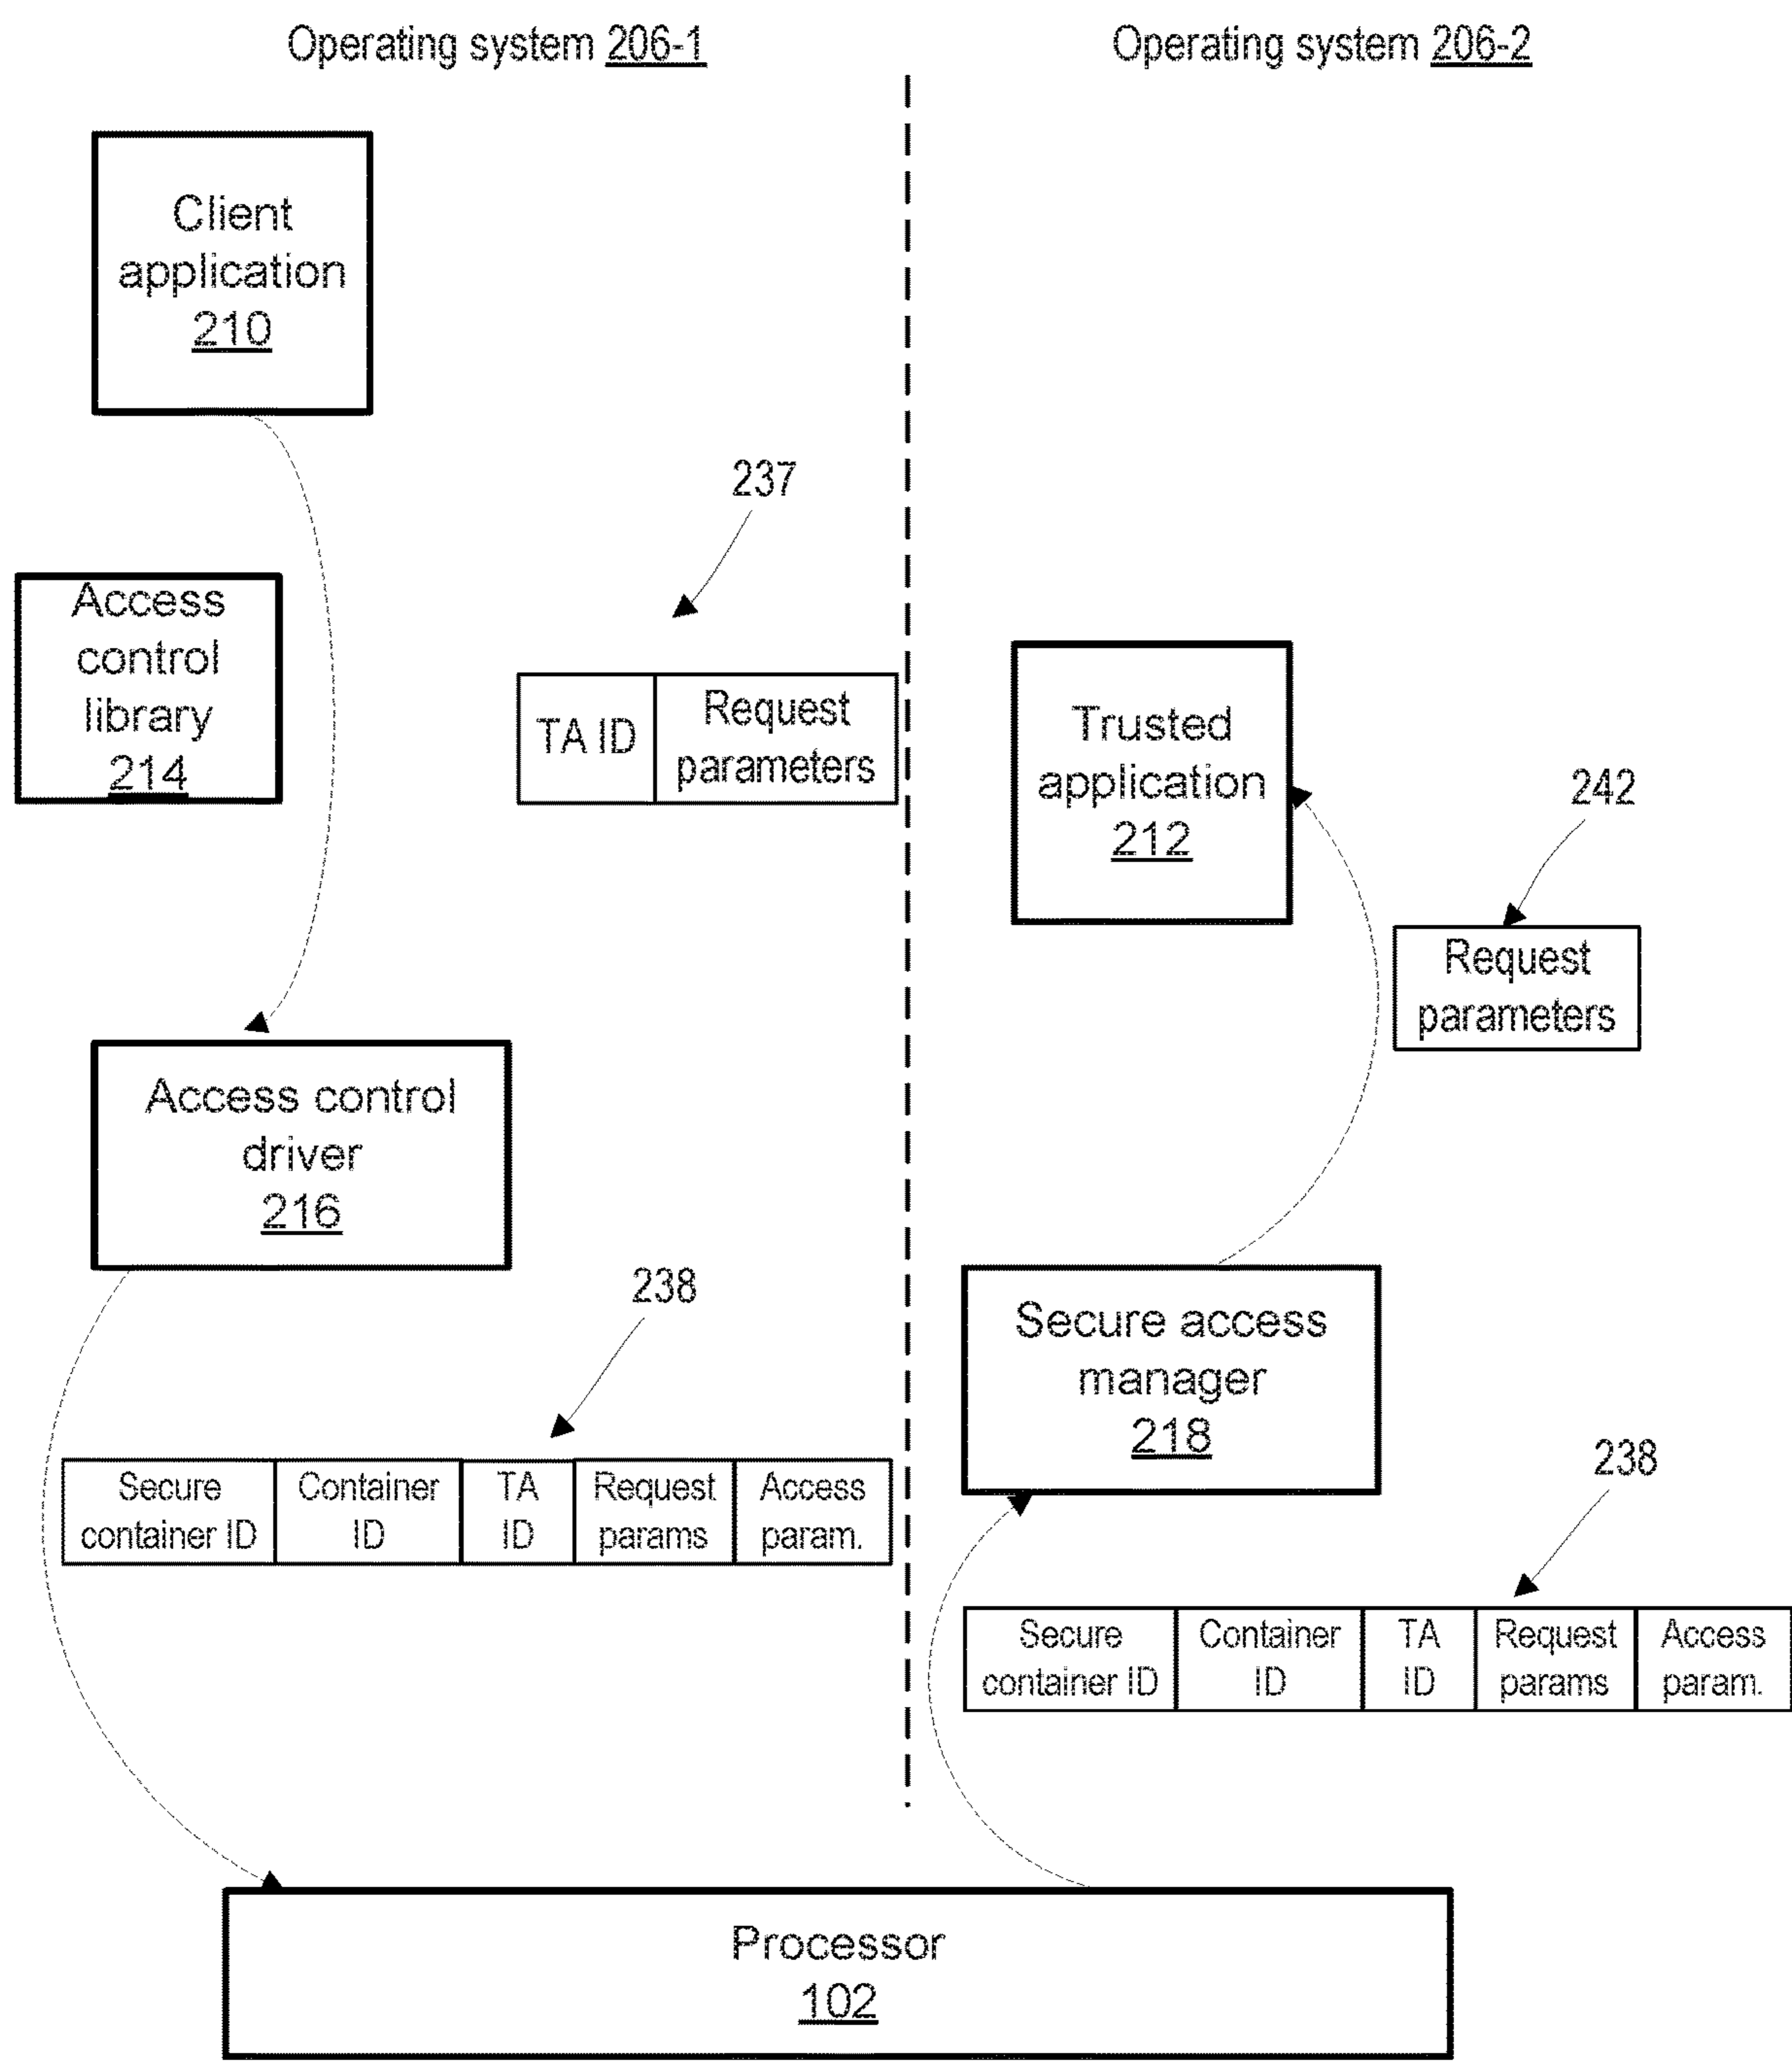 Operating system 206-1
Operating system 206-2
Client
application
210
237
Access
control
library
214
TA ID
Request
parameters
Trusted
application
212
242
Request
parameters
Access control
driver
216
238
Secure access
manager
218
238
Secure
container ID
Container
ID
TA
ID
Request
params
Access
param.
Secure
container ID
Container
ID
TA
ID
Request
params
Access
param.
Processor
102